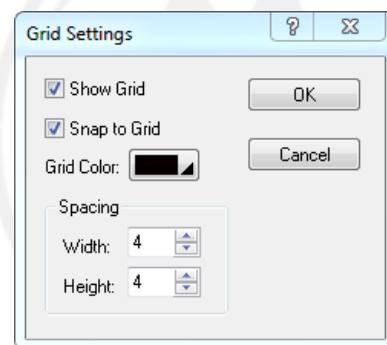 Grid Settings
Show Grid
OK
Snap to Grid
Cancel
Grid Color:
Spacing
Width: 4
Height: 4